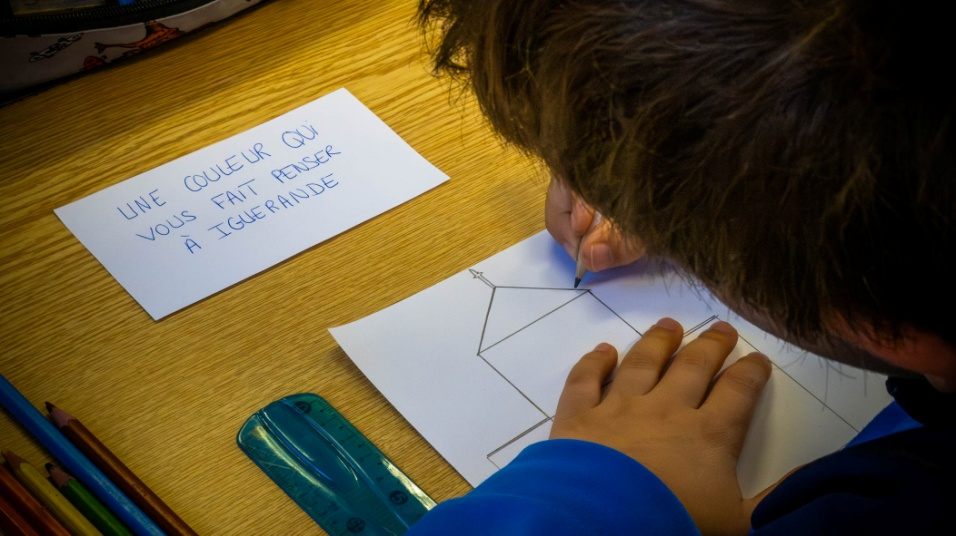 UNE COULEUR QUI
VOUS FAIT PENSER
À IGUERANDE